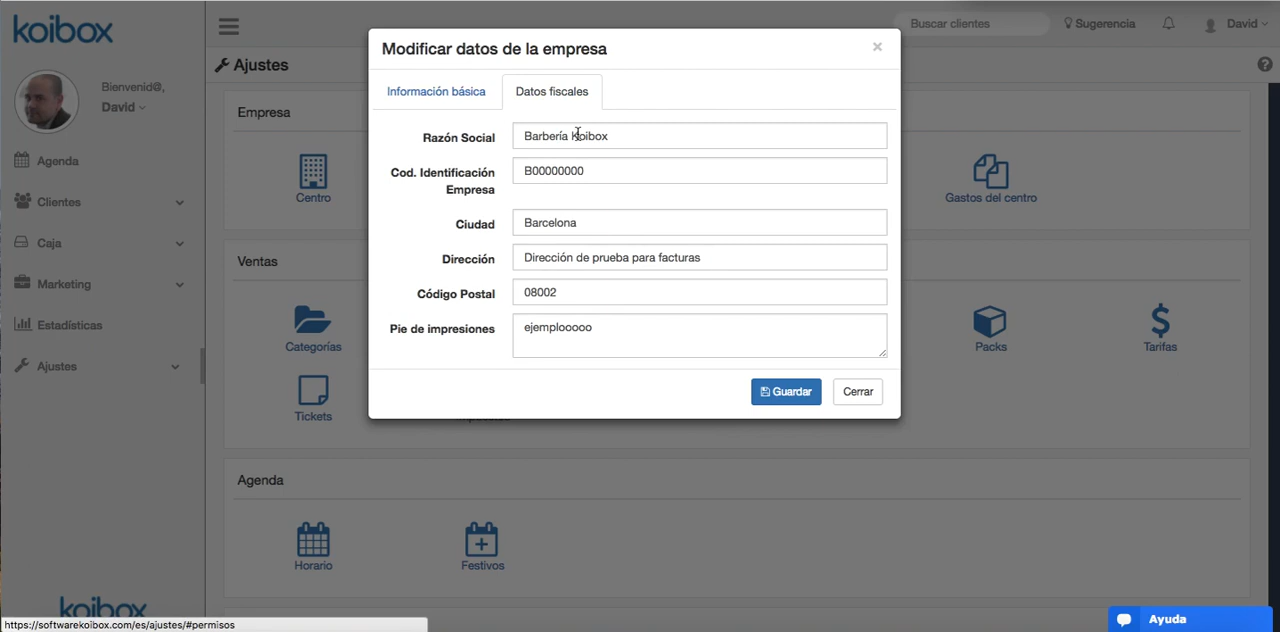 koibox
Buscar clientes
Sugerencia
David
Bienvenid@,
David
Agenda
Clientes
Caja
Marketing
Estadísticas
Ajustes
koibox
Ajustes
Empresa
Centro
Gastos del centro
Ventas
Categorías
Packs
Tarifas
Tickets
Agenda
Horario
Festivos
Modificar datos de la empresa
×
Información básica
Datos fiscales
Razón Social
Barbería Koibox
Cod. Identificación
Empresa
B00000000
Ciudad
Barcelona
Dirección
Dirección de prueba para facturas
Código Postal
08002
Pie de impresiones
ejemplooooo
Guardar
Cerrar
https://softwarekoibox.com/es/ajustes/#permisos
Ayuda